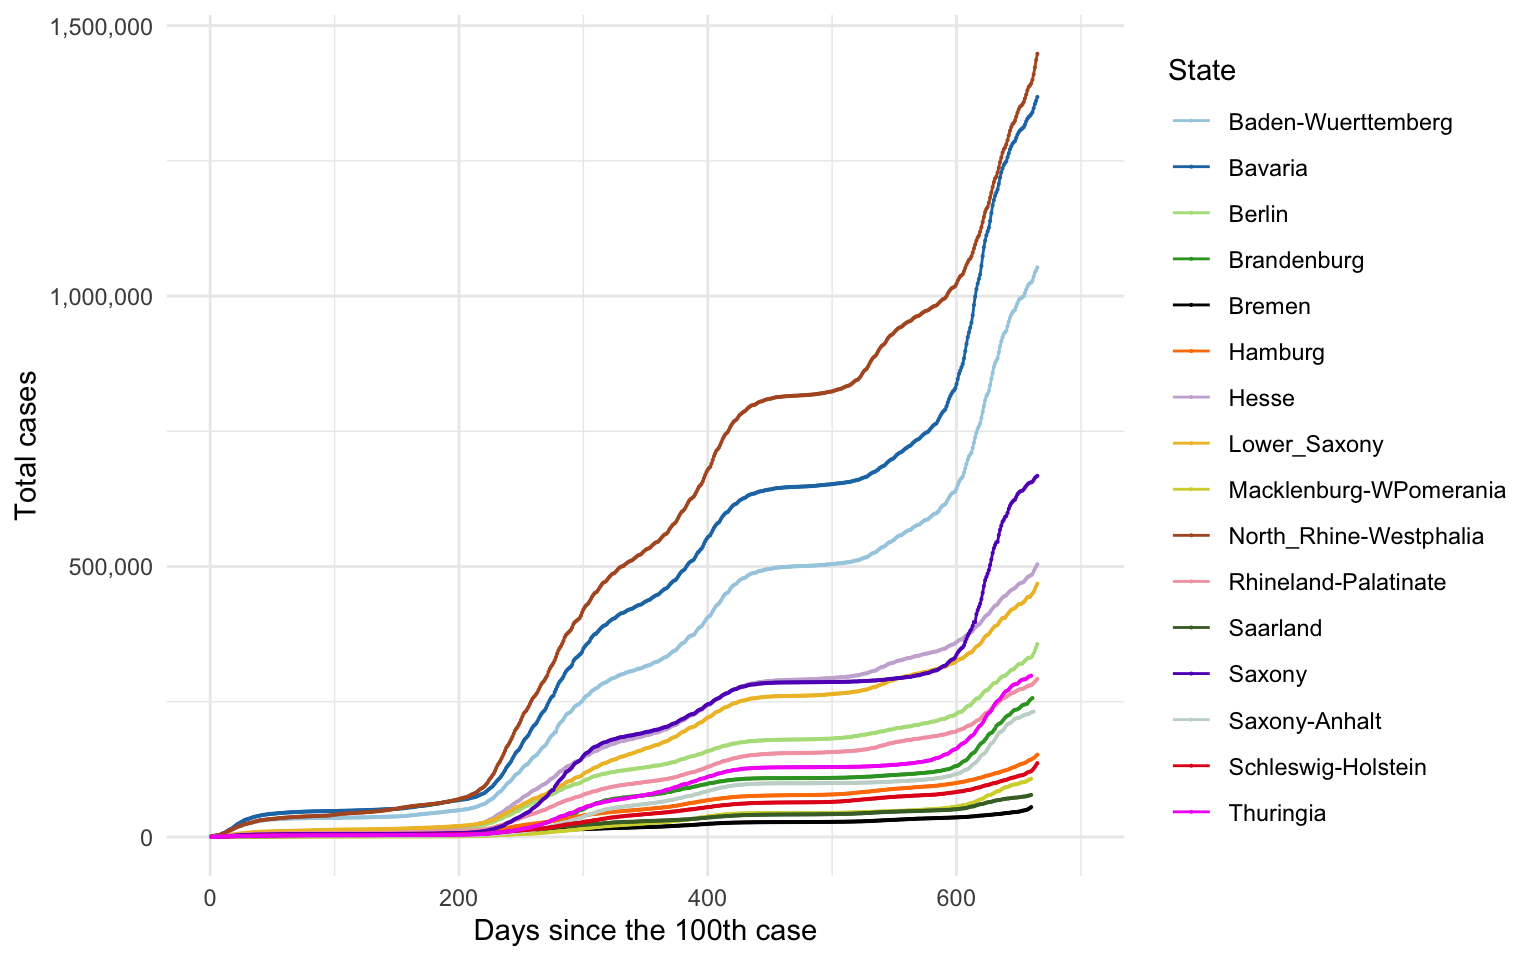 1,500,000
1,000,000
500,000
0
Total cases
0 200 400 600
Days since the 100th case
State
Baden-Wuerttemberg
Bavaria
Berlin
Brandenburg
Bremen
Hamburg
Hesse
Lower_Saxony
Macklenburg-WPomerania
North_Rhine-Westphalia
Rhineland-Palatinate
Saarland
Saxony
Saxony-Anhalt
Schleswig-Holstein
Thuringia